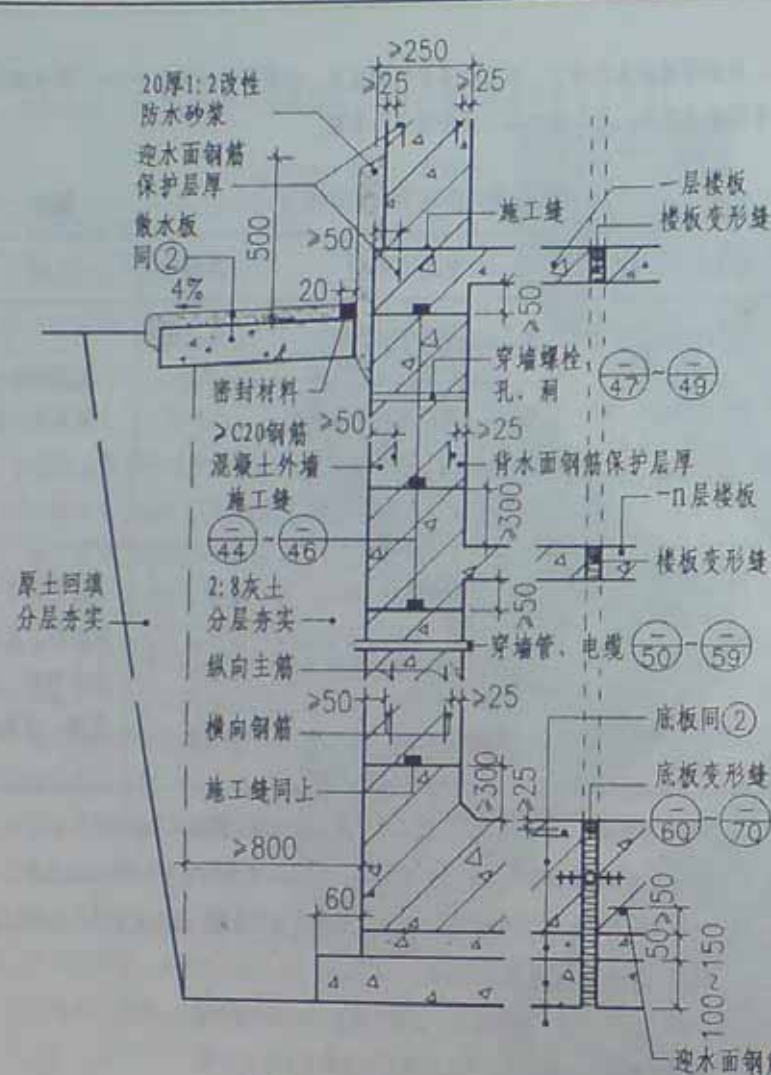 ≥250
≥25
≥25
20厚1:2改性
防水砂浆
迎水面钢筋
保护层厚
散水板
同②
500
4%
20
≥50
施工缝
一层楼板
楼板变形缝
≥50
密封材料
穿墙螺栓
孔、洞
—
47
~
—
49
>C20钢筋
混凝土外墙
≥50
≥25
背水面钢筋保护层厚
施工缝
—
44
~
—
46
≥300
-n层楼板
楼板变形缝
≥50
原土回填
分层夯实
2:8灰土
分层夯实
穿墙管、电缆
—
50
~
—
59
纵向主筋
≥50
≥25
横向钢筋
底板同②
施工缝同上
≥300
≥25
底板变形缝
—
60
~
—
70
≥800
60
50
≥50
100~150
迎水面钢